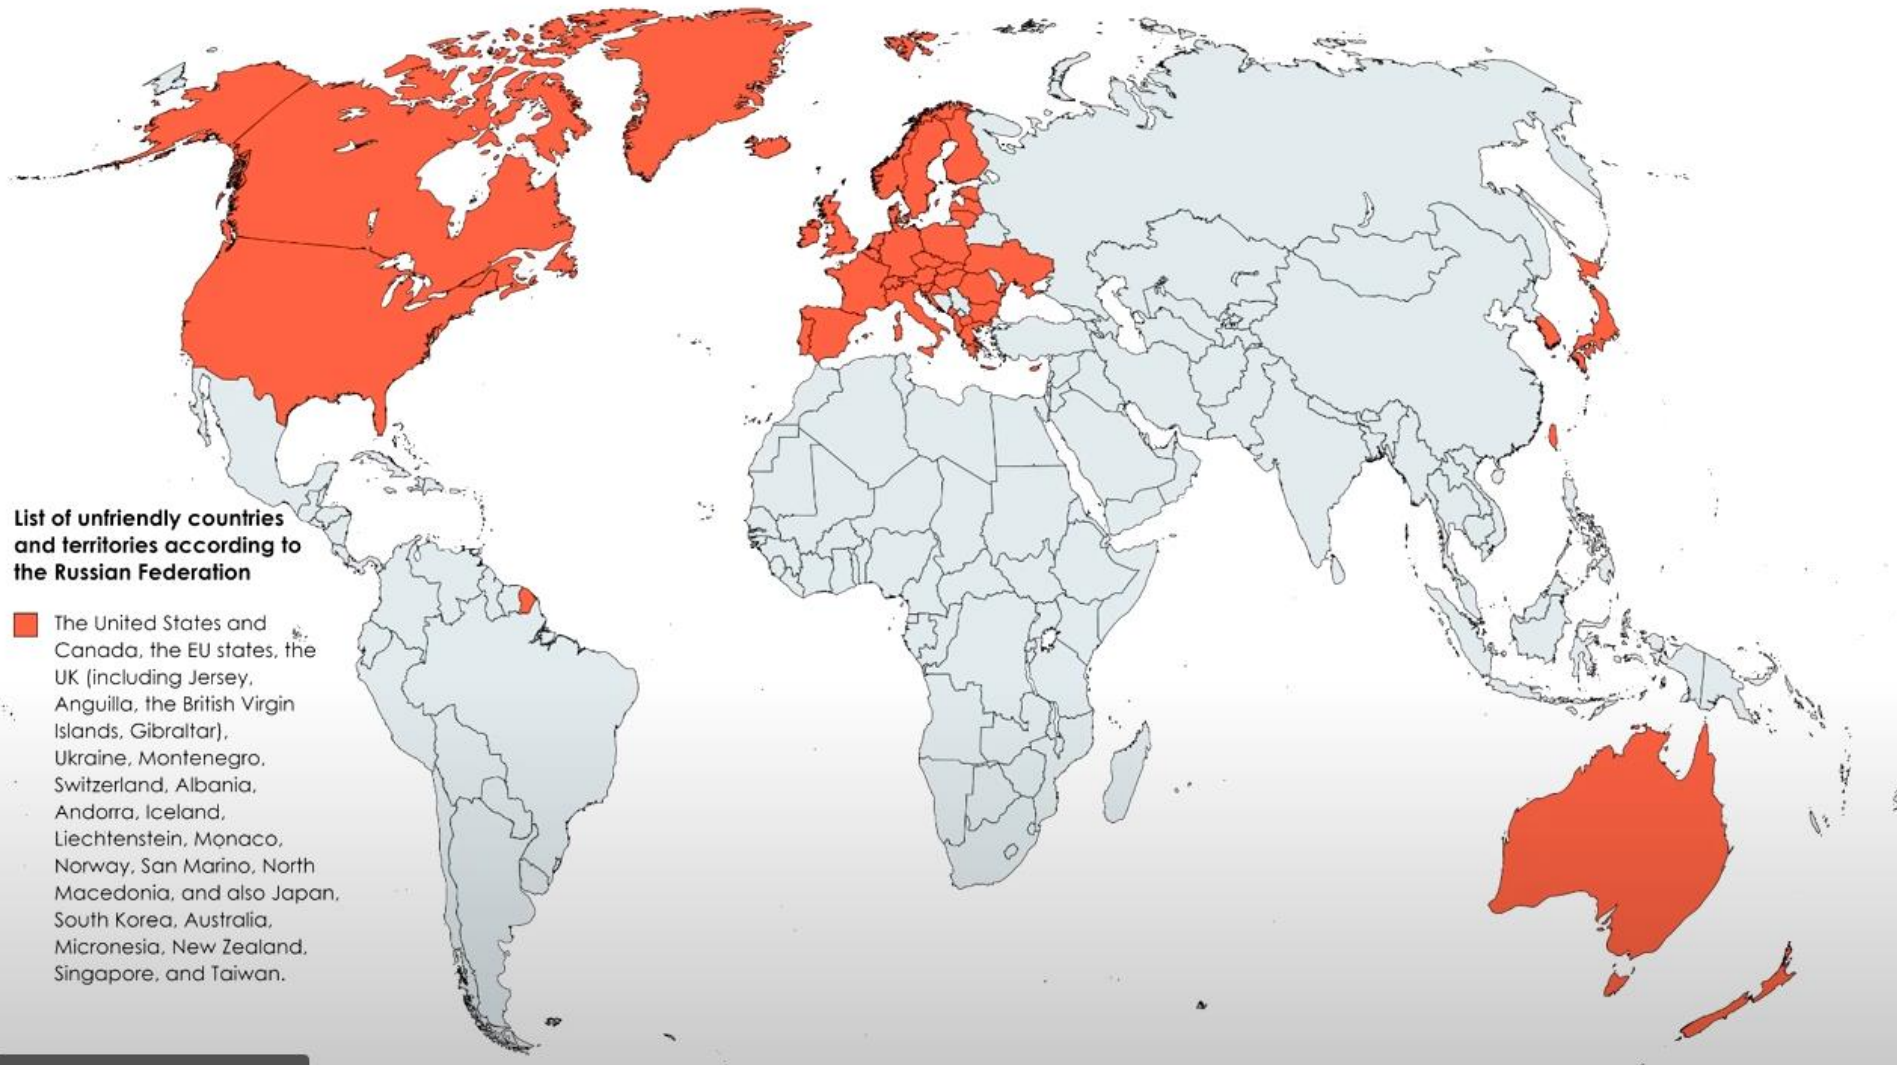 List of unfriendly countries
and territories according to
the Russian Federation
The United States and
Canada, the EU states, the
UK (including Jersey,
Anguilla, the British Virgin
Islands, Gibraltar),
Ukraine, Montenegro,
Switzerland, Albania,
Andorra, Iceland,
Liechtenstein, Monaco,
Norway, San Marino, North
Macedonia, and also Japan,
South Korea, Australia,
Micronesia, New Zealand,
Singapore, and Taiwan.